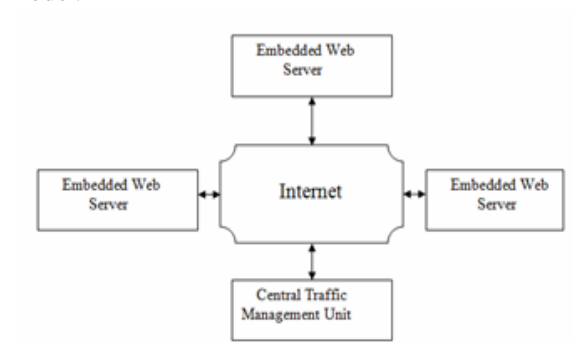 Embedded Web
Server
Embedded Web
Server
Internet
Embedded Web
Server
Central Traffic
Management Unit